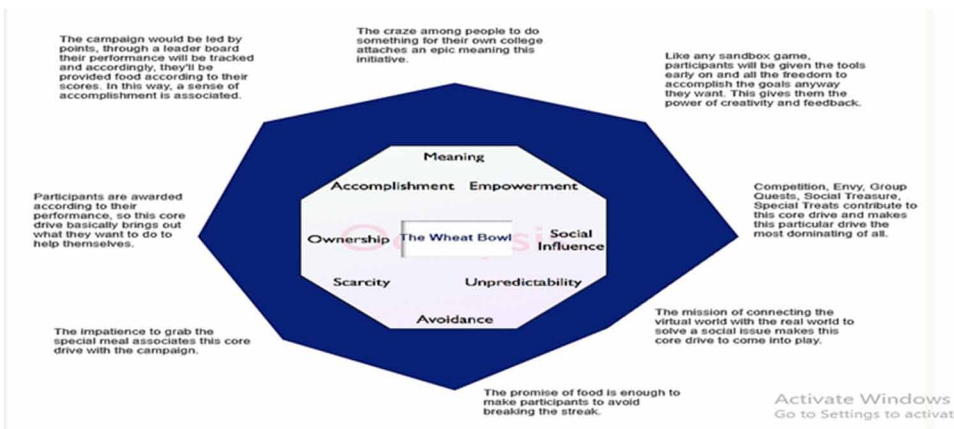 The campaign would be led by
points, through a leader board
their performance will be tracked
and accordingly, they'll be
provided food according to their
scores. In this way, a sense of
accomplishment is associated.
The craze among people to do
something for their own college
attaches an epic meaning this
initiative.
Like any sandbox game,
participants will be given the tools
early on and all the freedom to
accomplish the goals anyway
they want. This gives them the
power of creativity and feedback.
Meaning
Accomplishment Empowerment
Participants are awarded
according to their
performance, so this core
drive basically brings out
what they want to do to
help themselves.
Ownership
The Wheat Bowl
Social
Influence
Competition, Envy, Group
Quests, Social Treasure,
Special Treats contribute to
this core drive and makes
this particular drive the
most dominating of all.
Scarcity Unpredictability
Avoidance
The impatience to grab the
special meal associates this core
drive with the campaign.
The mission of connecting the
virtual world with the real world to
solve a social issue makes this
core drive to come into play.
The promise of food is enough to
make participants to avoid
breaking the streak.
Activate Windows
Go to Settings to activat